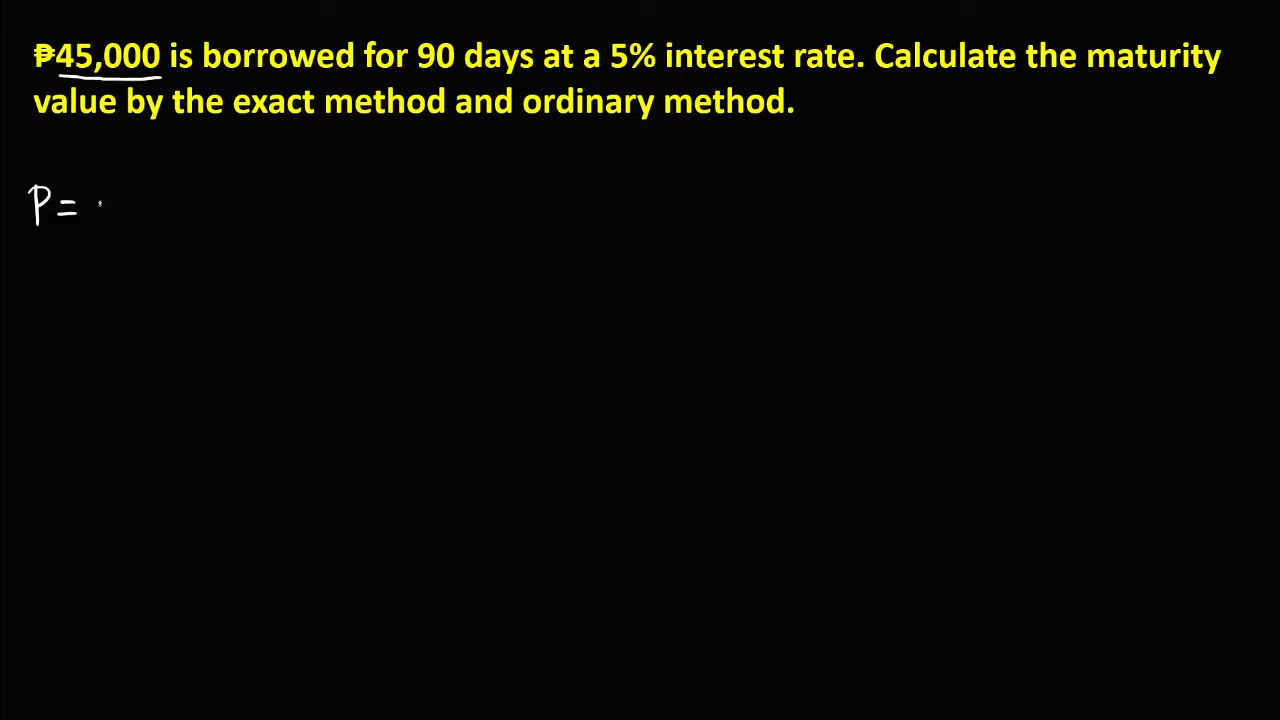 ₱45,000 is borrowed for 90 days at a 5% interest rate. Calculate the maturity
value by the exact method and ordinary method.
P=